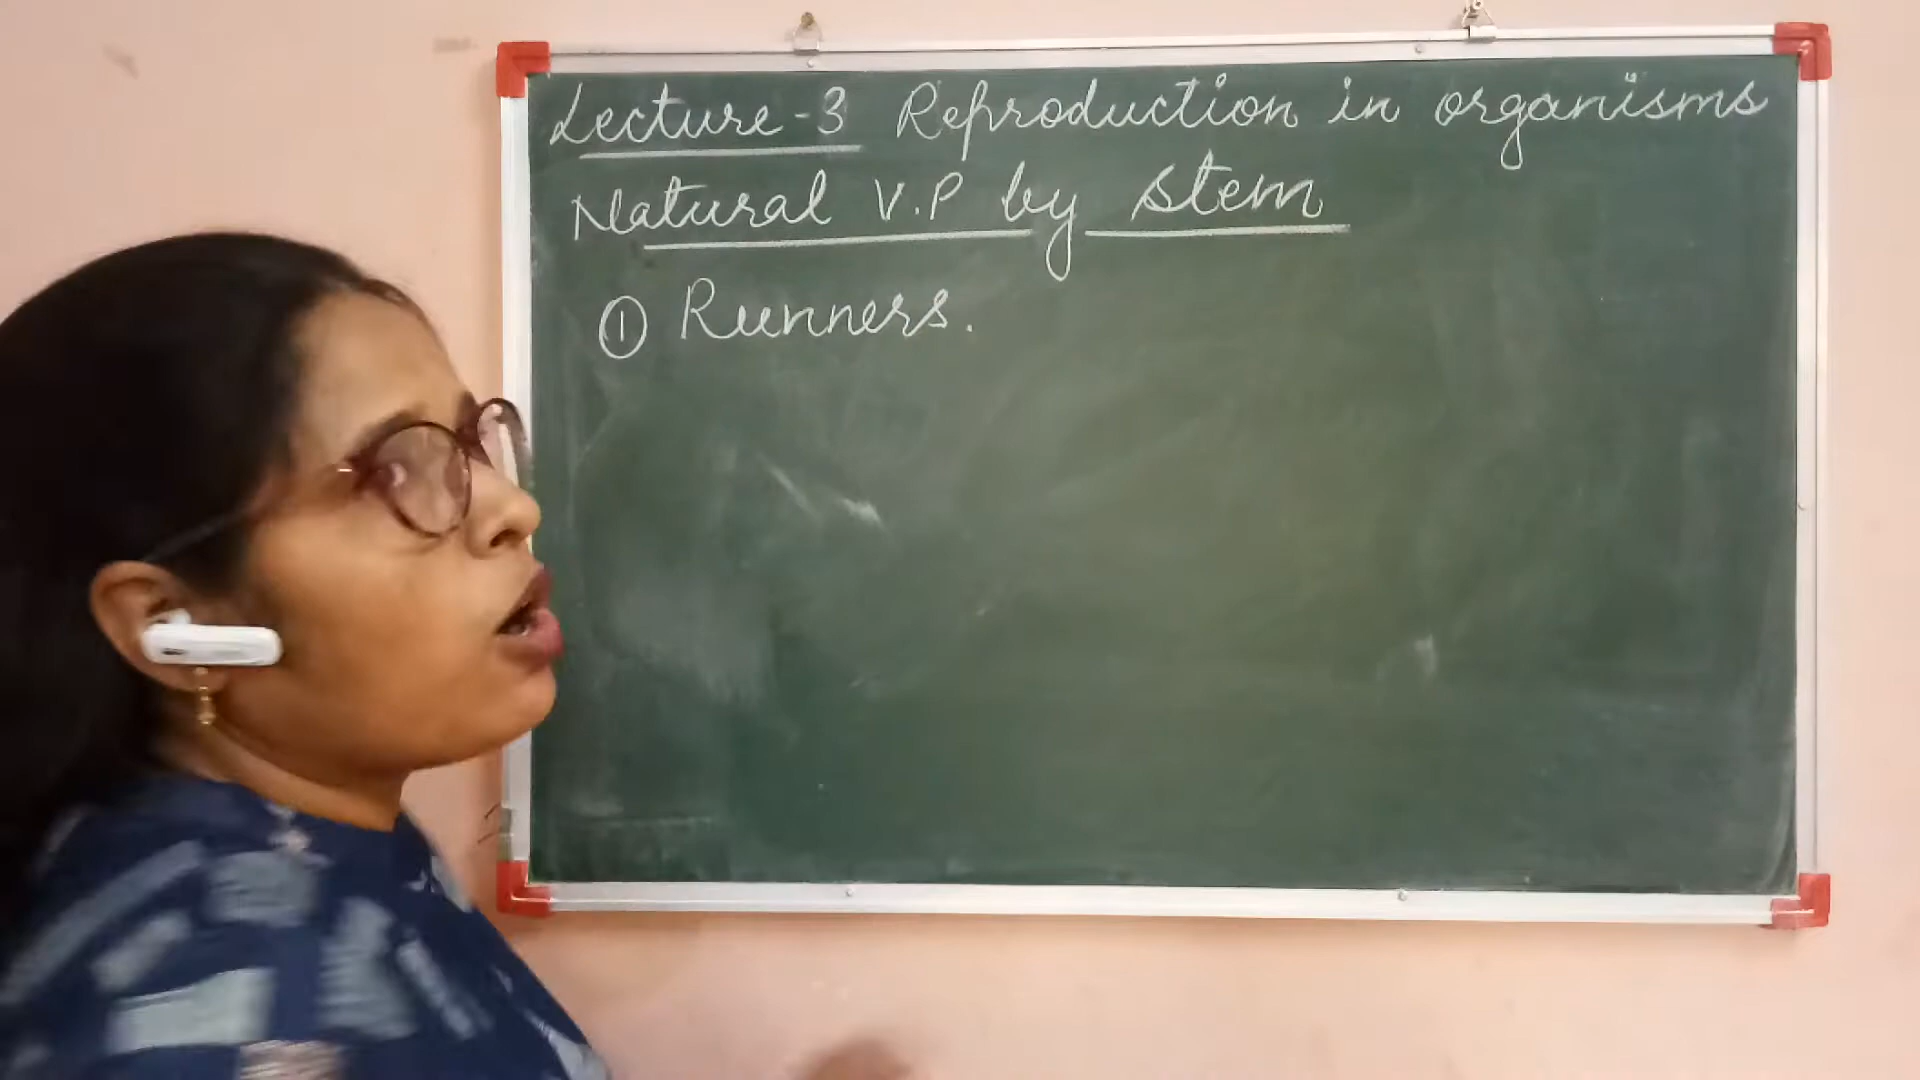 Lecture-3 Reproduction in organisms
Natural V.P by stem
① Runners.